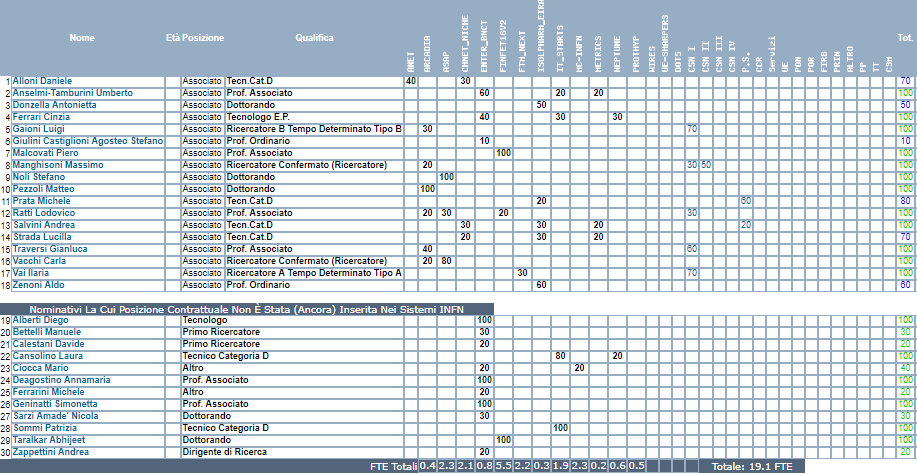 Nome Età Posizione Qualifica ANET ARCADIA ASAP CHNET_NICHE ENTER_BNCT FINFET16V2 FTM_NEXT ISOLPHARM_EIRA IT_STARTS MC-INFN METRICS NEPTUNE PROTHYP WIRES UE-SHARPERS DOTS CSN I CSN II CSN III CSN IV P.S. CCR Servizi UE PON POR FIRB PRIN ALTRO PP TT C3M Tot.
1 Alloni Daniele Associato Tecn.Cat.D 40 30 70
2 Anselmi-Tamburini Umberto Associato Prof. Associato 60 20 20 100
3 Donzella Antonietta Associato Dottorando 50 50
4 Ferrari Cinzia Associato Tecnologo E.P. 40 30 30 100
5 Gaioni Luigi Associato Ricercatore B Tempo Determinato Tipo B 30 70 100
6 Giulini Castiglioni Agosteo Stefano Associato Prof. Ordinario 10 10
7 Malcovati Piero Associato Prof. Associato 100 100
8 Manghisoni Massimo Associato Ricercatore Confermato (Ricercatore) 20 30 50 100
9 Noli Stefano Associato Dottorando 100 100
10 Pezzoli Matteo Associato Dottorando 100 100
11 Prata Michele Associato Tecn.Cat.D 20 60 80
12 Ratti Lodovico Associato Prof. Associato 20 30 20 30 100
13 Salvini Andrea Associato Tecn.Cat.D 30 30 20 20 100
14 Strada Lucilla Associato Tecn.Cat.D 20 30 20 70
15 Traversi Gianluca Associato Prof. Associato 40 60 100
16 Vacchi Carla Associato Ricercatore Confermato (Ricercatore) 20 80 100
17 Vai Ilaria Associato Ricercatore A Tempo Determinato Tipo A 30 70 100
18 Zenoni Aldo Associato Prof. Ordinario 60 60
Nominativi La Cui Posizione Contrattuale Non È Stata (Ancora) Inserita Nei Sistemi INFN
19 Alberti Diego Tecnologo 100 100
20 Bettelli Manuele Primo Ricercatore 30 30
21 Calestani Davide Primo Ricercatore 20 20
22 Cansolino Laura Tecnico Categoria D 80 20 100
23 Ciocca Mario Altro 20 20 40
24 Deagostino Annamaria Prof. Associato 100 100
25 Ferrarini Michele Altro 20 20
26 Geninatti Simonetta Prof. Associato 100 100
27 Sarzi Amade' Nicola Dottorando 30 30
28 Sommi Patrizia Tecnico Categoria D 100 100
29 Taralkar Abhijeet Dottorando 100 100
30 Zappettini Andrea Dirigente di Ricerca 20 20
FTE Totali 0.4 2.3 2.1 0.8 5.5 2.2 0.3 1.9 2.3 0.2 0.6 0.5 Totale: 19.1 FTE